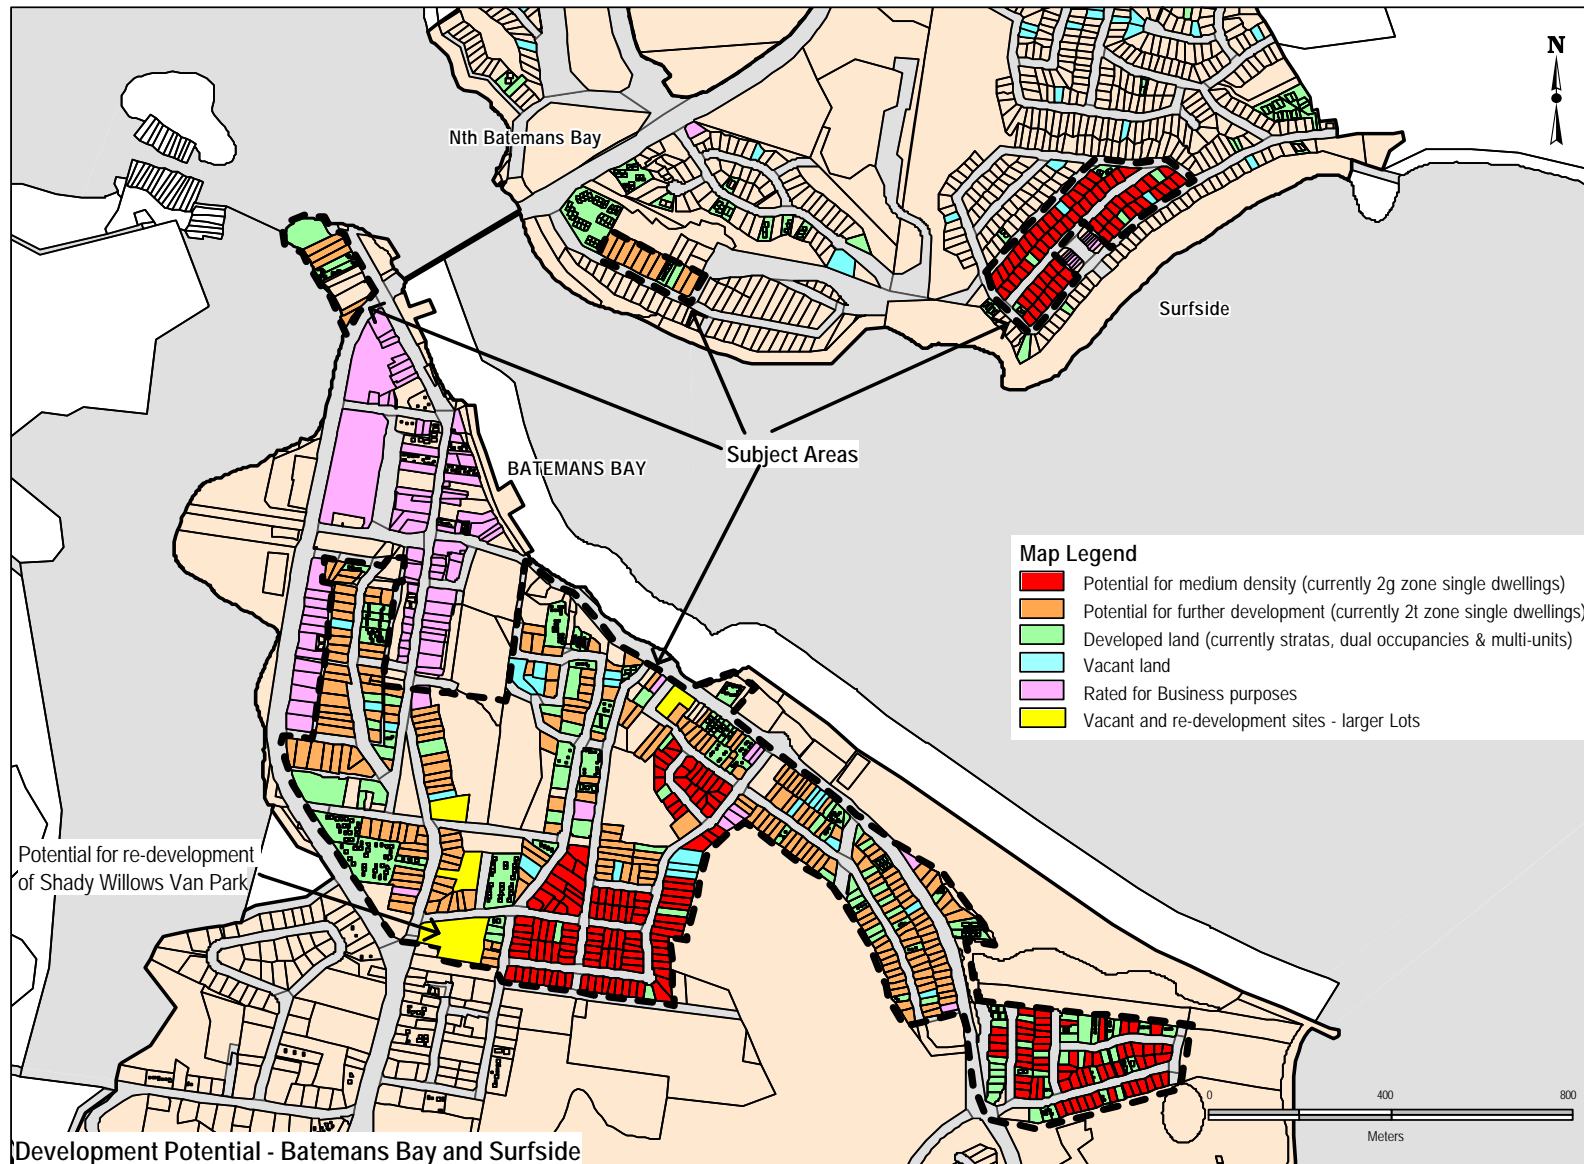 N
Nth Batemans Bay
Surfside
Subject Areas
BATEMANS BAY
Map Legend
Potential for medium density (currently 2g zone single dwellings)
Potential for further development (currently 2t zone single dwellings)
Developed land (currently stratas, dual occupancies & multi-units)
Vacant land
Rated for Business purposes
Vacant and re-development sites - larger Lots
Potential for re-development
of Shady Willows Van Park
0 400 800
Meters
Development Potential - Batemans Bay and Surfside